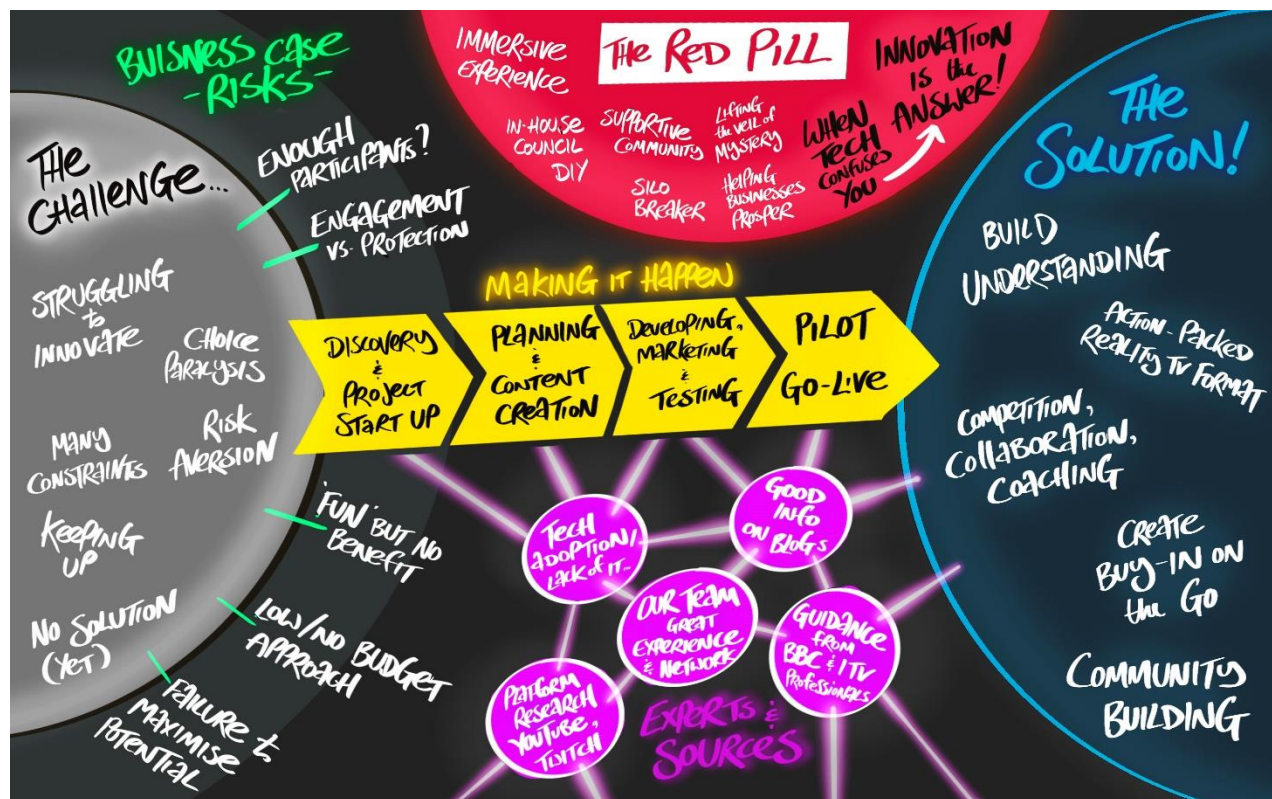 THE
CHALLENGE...
STRUGGLING
to
INNOVATE
CHOICE
PARALYSIS
MANY
CONSTRAINTS
RISK
AVERSION
KEEPING
UP
NO SOLUTION
(YET)
BUISNESS CASE
-RISKS-
ENOUGH
PARTICIPANTS?
ENGAGEMENT
VS. PROTECTION
'FUN' BUT NO
BENEFIT
LOW/NO BUDGET
APPROACH
FAILURE to
MAXIMISE
POTENTIAL
THE RED PILL
IMMERSIVE
EXPERIENCE
IN-HOUSE
COUNCIL
DIY
SUPPORTIVE
COMMUNITY
LIFTING
the VEIL OF
MYSTERY
SILO
BREAKER
HELPING
BUSINESSES
PROSPER
WHEN
TECH
CONFUSES
YOU
INNOVATION
IS the
ANSWER!
MAKING IT HAPPEN
DISCOVERY
&
PROJECT
START UP
PLANNING
&
CONTENT
CREATION
DEVELOPING,
MARKETING
&
TESTING
PILOT
GO-LIVE
TECH
ADOPTION/
LACK of IT...
GOOD
INFO
ON BLOGS
OUR TEAM
GREAT
EXPERIENCE
& NETWORK
GUIDANCE
FROM
BBC & ITV
PROFESSIONALS
PLATFORM
RESEARCH
YOUTUBE,
TWITCH
EXPERTS &
SOURCES
THE
SOLUTION!
BUILD
UNDERSTANDING
ACTION-PACKED
REALITY TV FORMAT
COMPETITION,
COLLABORATION,
COACHING
CREATE
BUY-IN ON
the GO
COMMUNITY
BUILDING